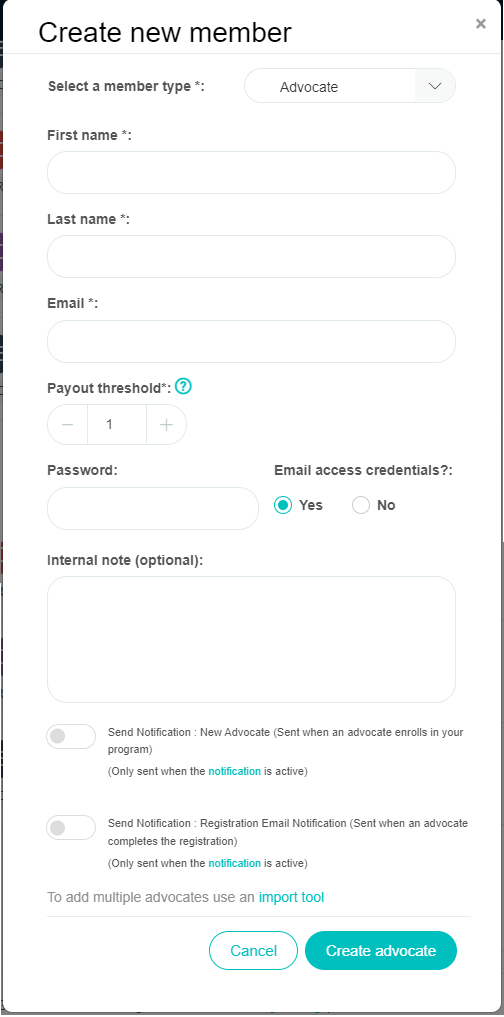 Create new member
×
Select a member type *:
Advocate
First name *:
Last name *:
Email *:
Payout threshold*: ?
− 1 +
Password:
Email access credentials?:
Yes
No
Internal note (optional):
Send Notification : New Advocate (Sent when an advocate enrolls in your
program)
(Only sent when the notification is active)
Send Notification : Registration Email Notification (Sent when an advocate
completes the registration)
(Only sent when the notification is active)
To add multiple advocates use an import tool
Cancel
Create advocate